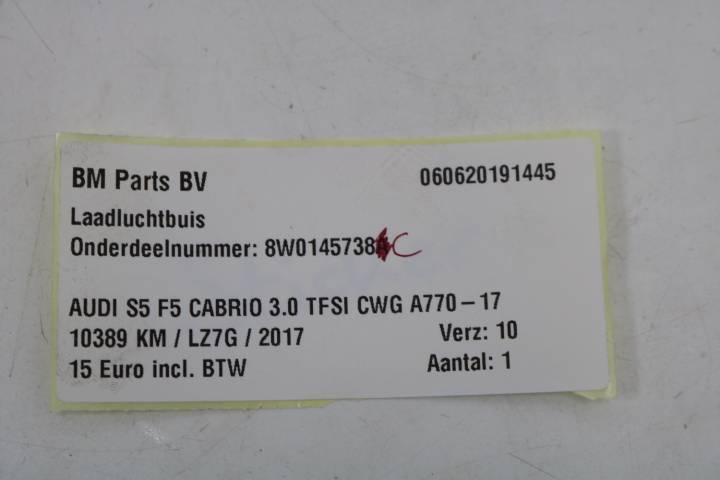 BM Parts BV 060620191445
Laadluchtbuis
Onderdeelnummer: 8W0145738C
AUDI S5 F5 CABRIO 3.0 TFSI CWG A770-17
10389 KM / LZ7G / 2017 Verz: 10
15 Euro incl. BTW Aantal: 1